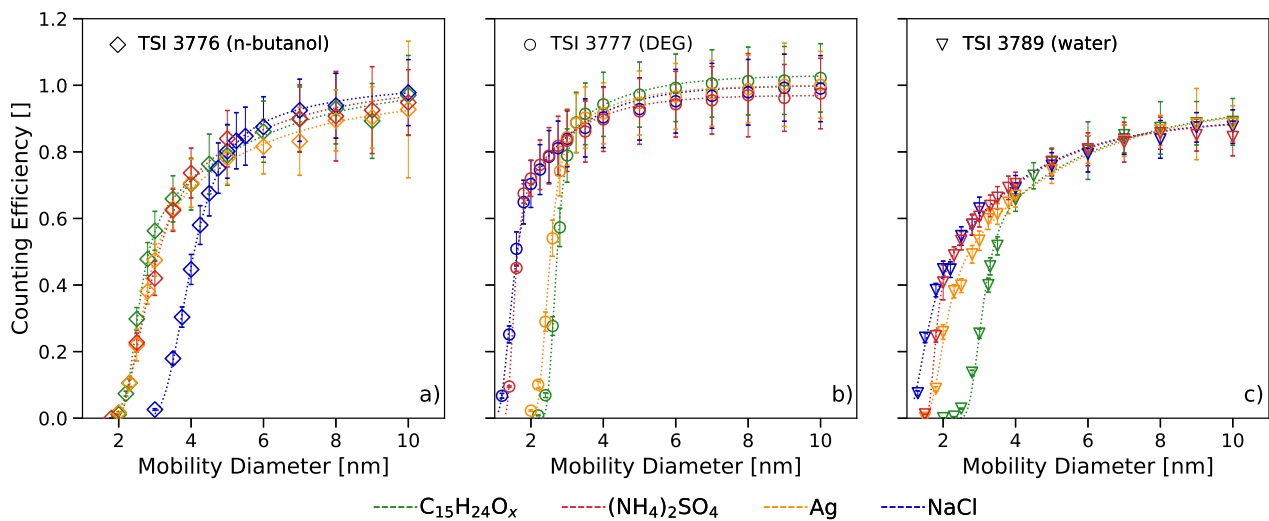 Counting Efficiency []
1.2
1.0
0.8
0.6
0.4
0.2
0.0
TSI 3776 (n-butanol)
a)
2 4 6 8 10
Mobility Diameter [nm]
TSI 3777 (DEG)
b)
2 4 6 8 10
Mobility Diameter [nm]
TSI 3789 (water)
c)
2 4 6 8 10
Mobility Diameter [nm]
C₁₅H₂₄Oₓ (NH₄)₂SO₄ Ag NaCl